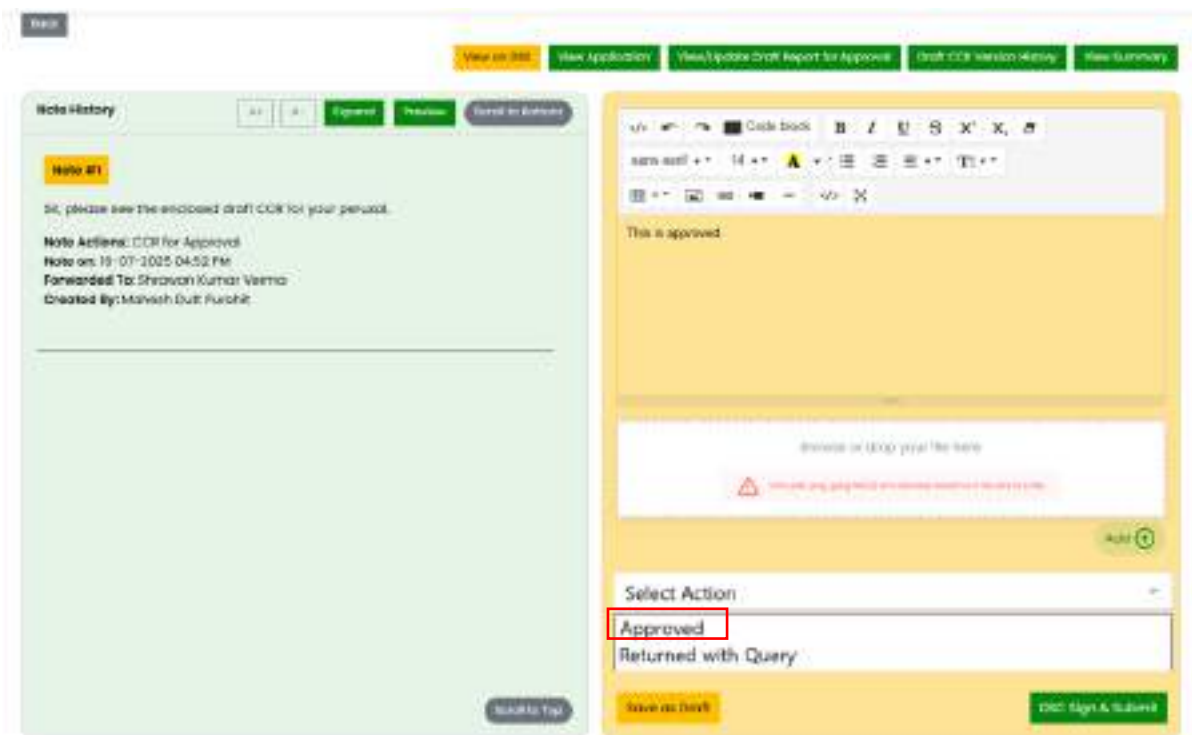 Back
View on GIS View Application View/Update Draft Report for Approval Draft CCR Version History View Summary
Note History A+ A- Expand Preview Scroll to Bottom
Note #1
Sir, please see the enclosed draft CCR for your perusal.
Note Actions: CCR for Approval
Note on: 19-07-2025 04:52 PM
Forwarded To: Shrawan Kumar Verma
Created By: Mahesh Dutt Purohit
Scroll to Top
Code block B I U S X² X₂
sans-serif 14 A
This is approved
Browse or drop your file here
Add
Select Action
Approved
Returned with Query
Save as Draft DSC Sign & Submit